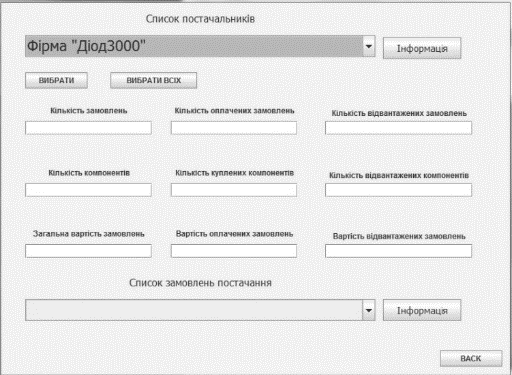 Список постачальників
Фірма "Діод3000"
Інформація
ВИБРАТИ ВИБРАТИ ВСІХ
Кількість замовлень Кількість оплачених замовлень Кількість відвантажених замовлень
Кількість компонентів Кількість куплених компонентів Кількість відвантажених компонентів
Загальна вартість замовлень Вартість оплачених замовлень Вартість відвантажених замовлень
Список замовлень постачання
Інформація
BACK